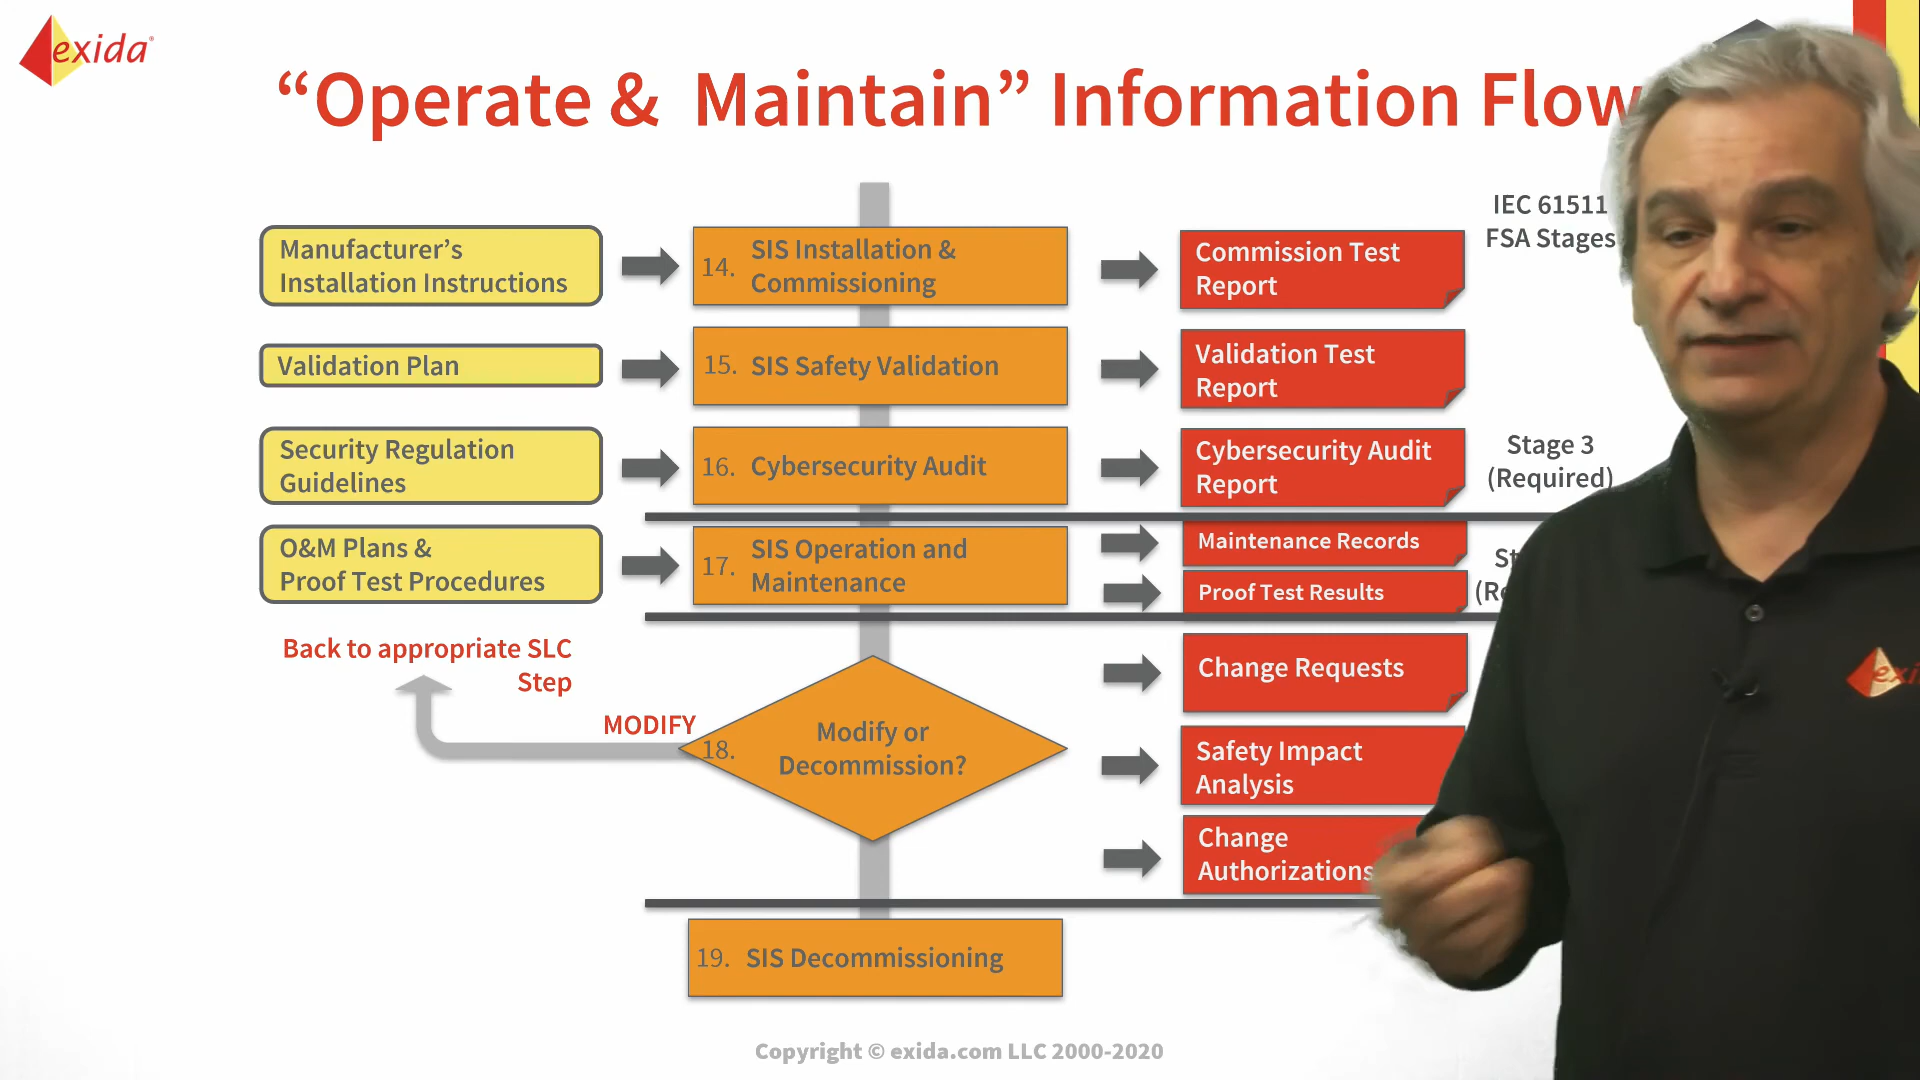 exida
“Operate & Maintain” Information Flow
IEC 61511
FSA Stages
Manufacturer’s
Installation Instructions
14. SIS Installation &
Commissioning
Commission Test
Report
Validation Plan
15. SIS Safety Validation
Validation Test
Report
Security Regulation
Guidelines
16. Cybersecurity Audit
Cybersecurity Audit
Report
Stage 3
(Required)
O&M Plans &
Proof Test Procedures
17. SIS Operation and
Maintenance
Maintenance Records
Proof Test Results
Back to appropriate SLC
Step
MODIFY
18. Modify or
Decommission?
Change Requests
Safety Impact
Analysis
Change
Authorizations
19. SIS Decommissioning
Copyright © exida.com LLC 2000-2020